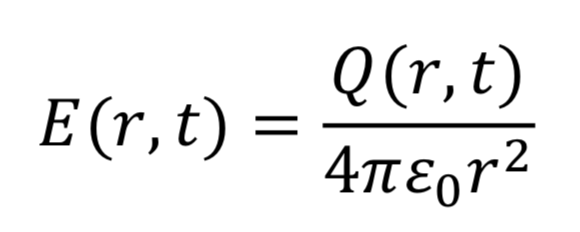 E(r, t) = Q(r, t) / 4πε₀r²